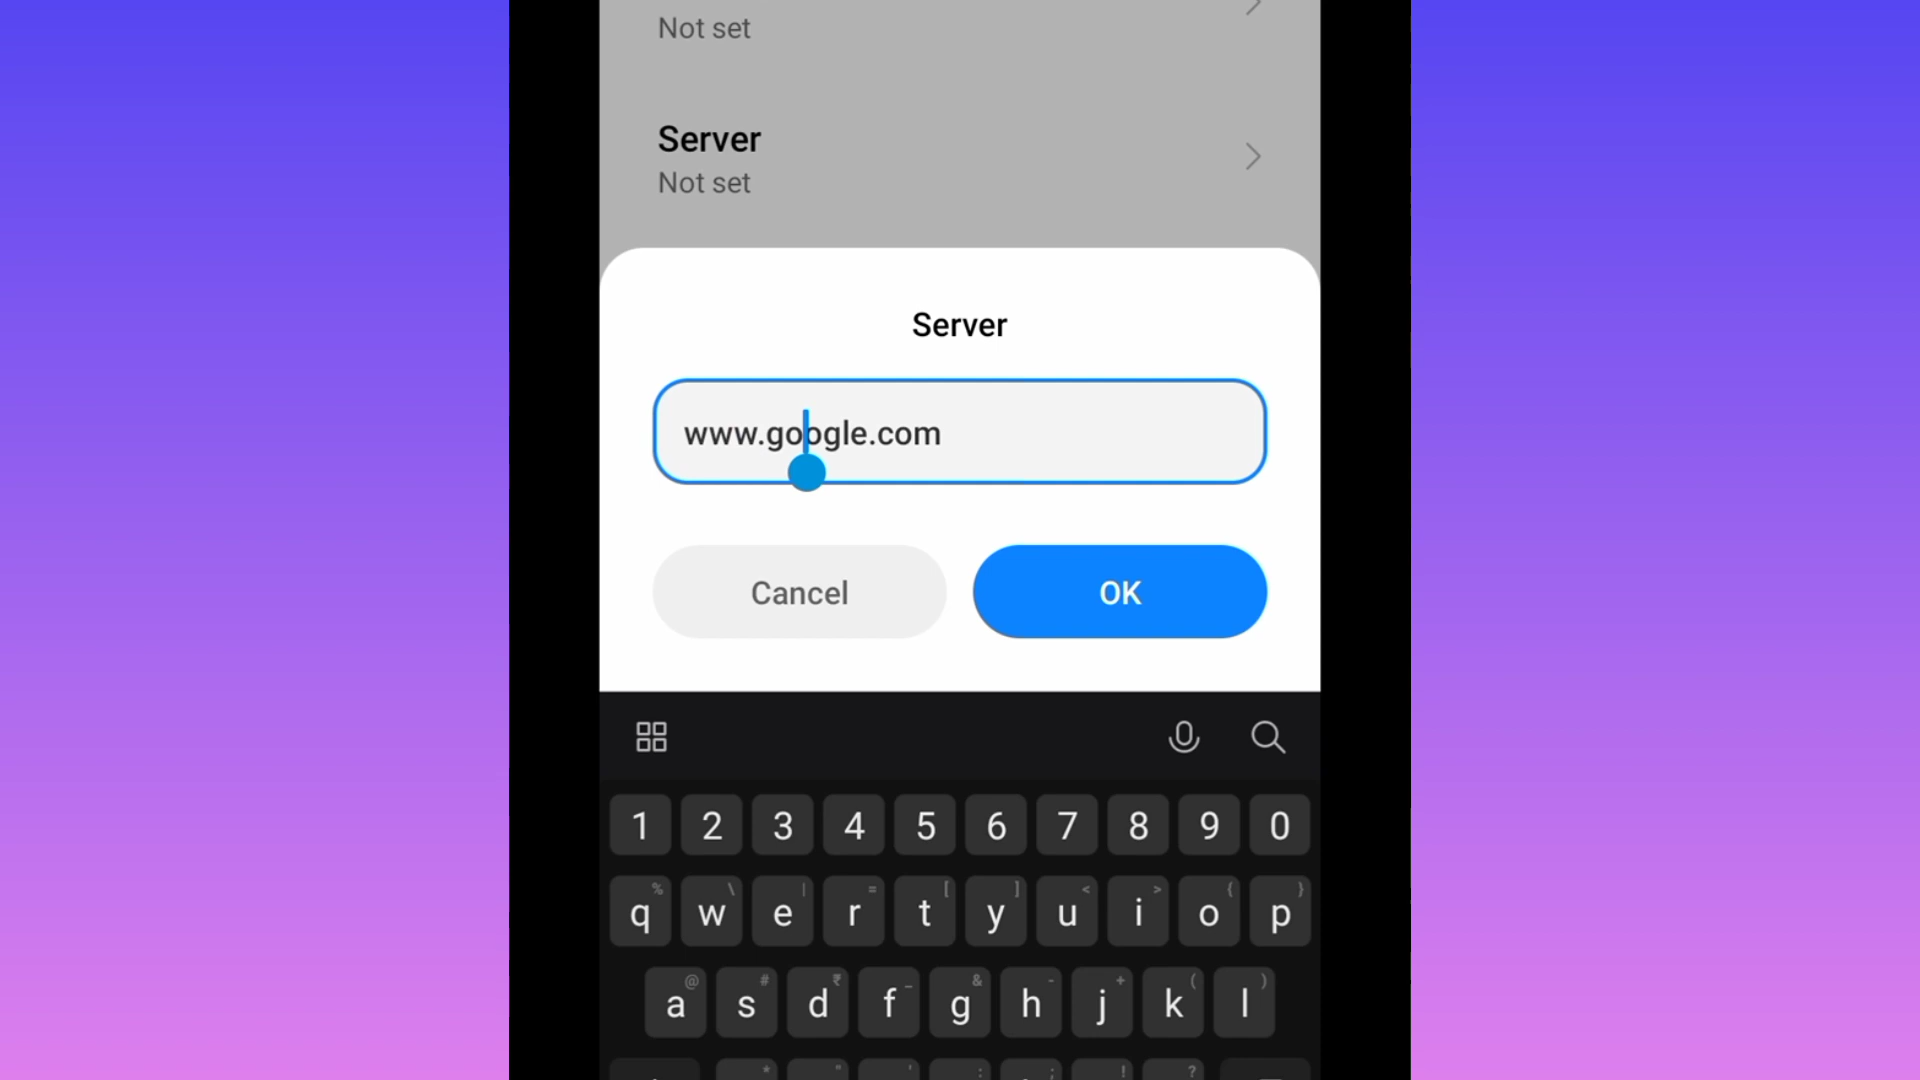 Not set
Server
Not set
Server
www.google.com
Cancel OK
1 2 3 4 5 6 7 8 9 0
% \ | = [ ] < > { }
q w e r t y u i o p
@ # ₹ _ & - + ( )
a s d f g h j k l
* " ' : ; ! ?